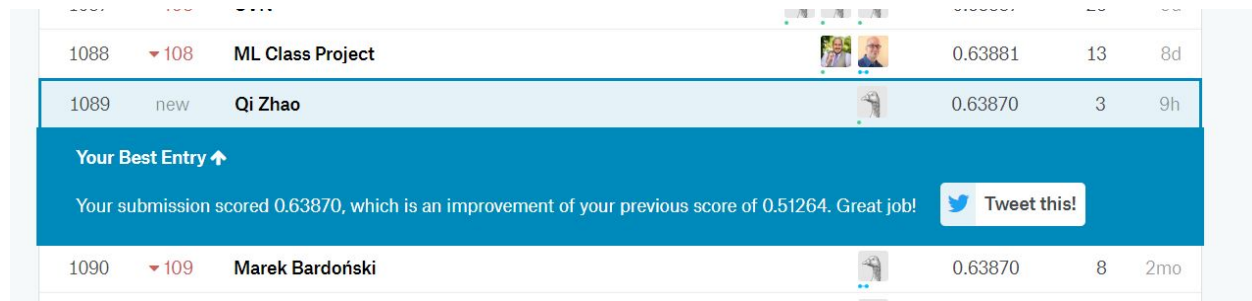 1088 108 ML Class Project 0.63881 13 8d
1089 new Qi Zhao 0.63870 3 9h
Your Best Entry
Your submission scored 0.63870, which is an improvement of your previous score of 0.51264. Great job! Tweet this!
1090 109 Marek Bardoński 0.63870 8 2mo